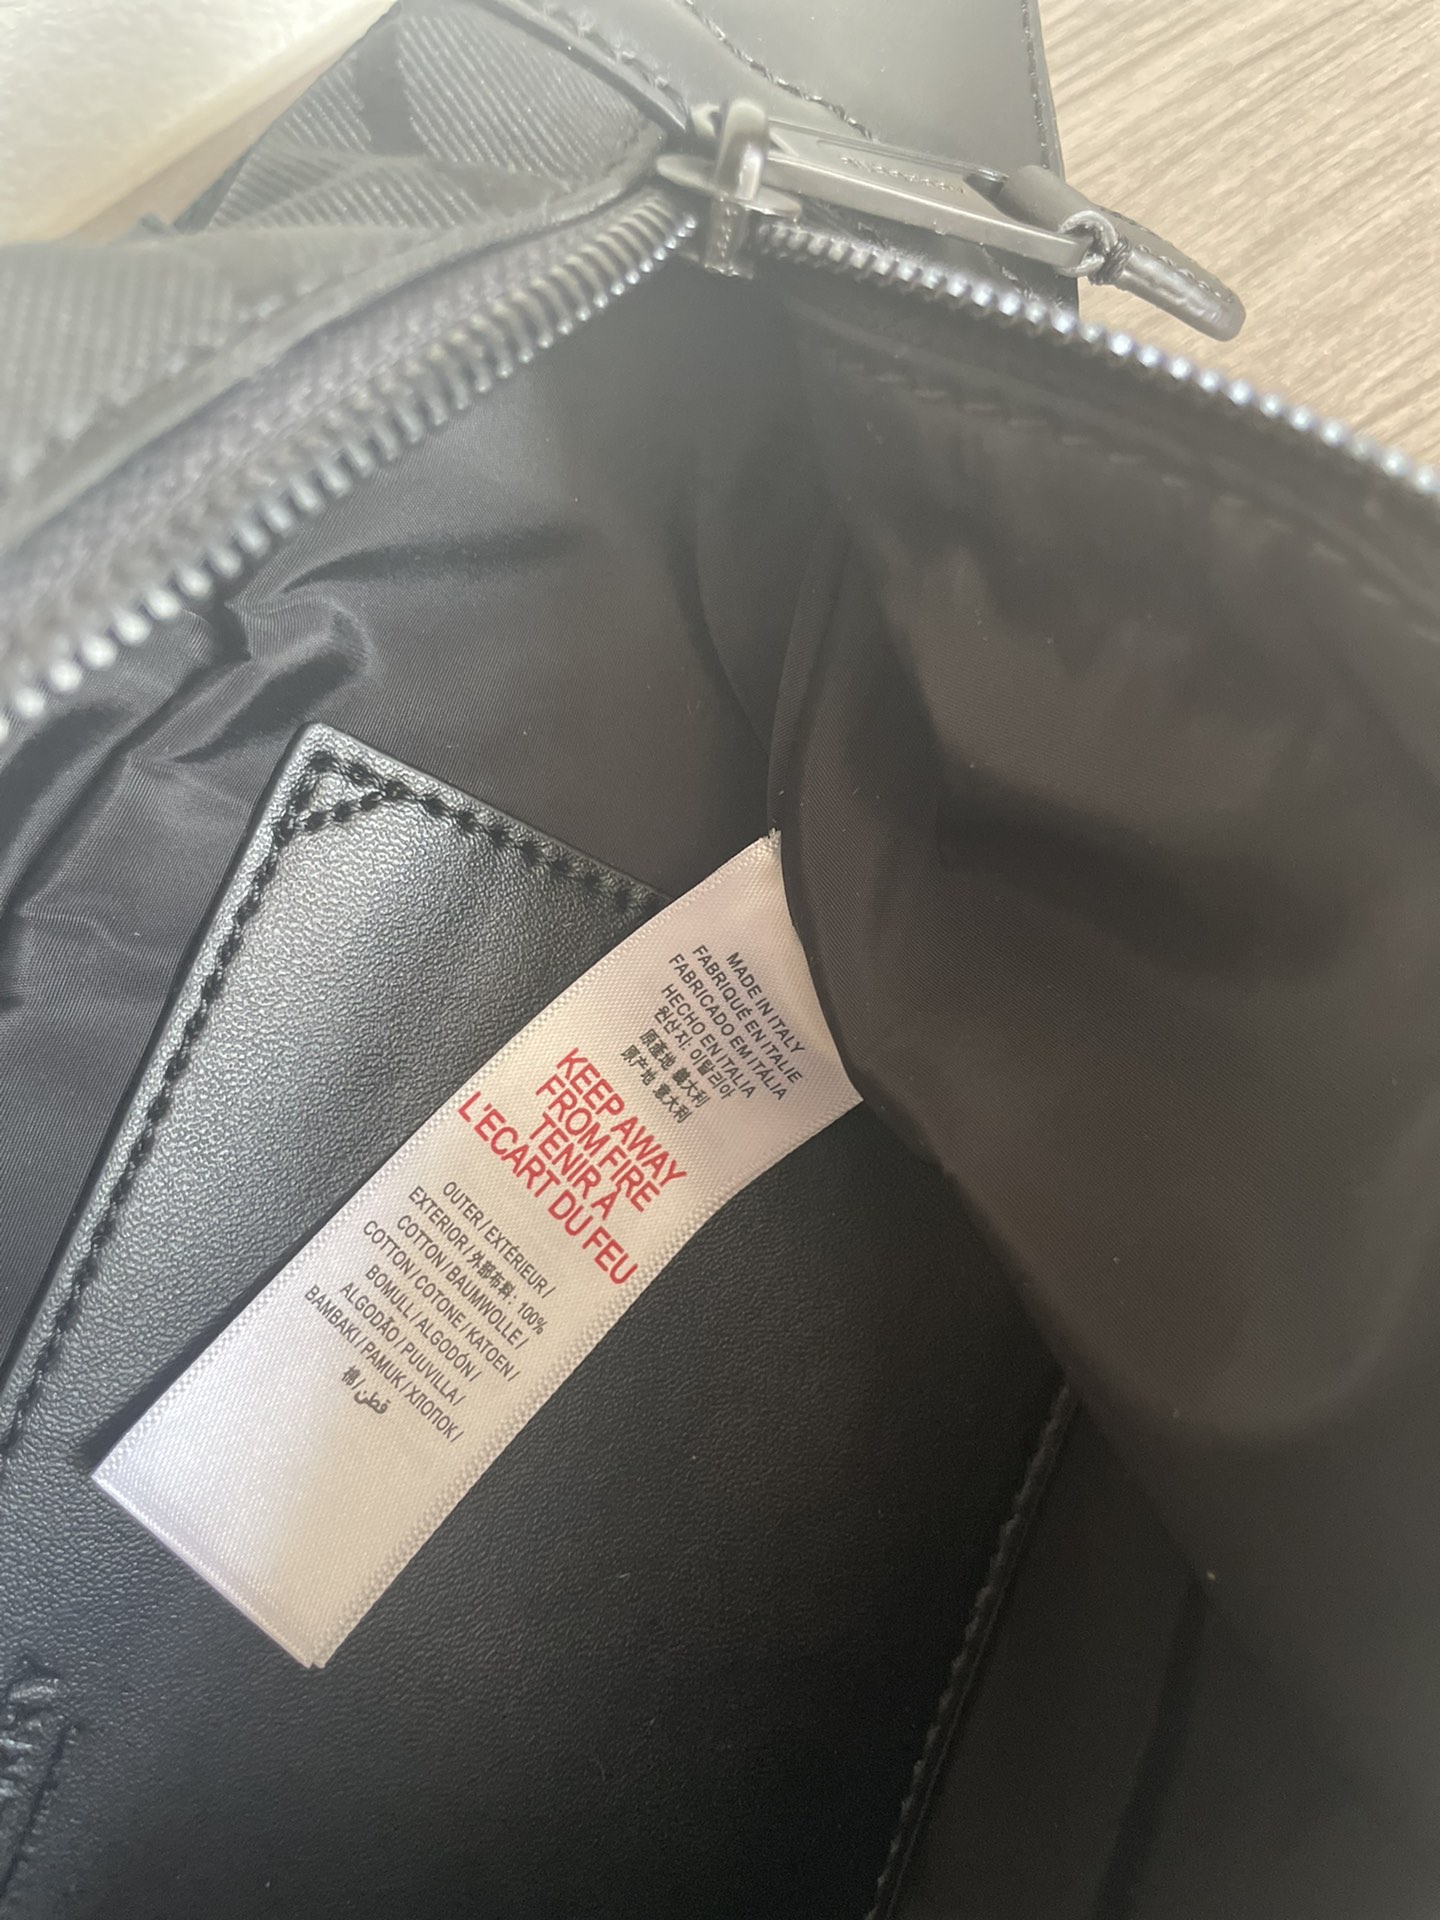 MADE IN ITALY
FABRIQUÉ EN ITALIE
FABRICADO EM ITÁLIA
HECHO EN ITALIA
원산지: 이탈리아
原產地 義大利
原产地 意大利
KEEP AWAY
FROM FIRE
TENIR À
L'ECART DU FEU
OUTER / EXTÉRIEUR /
EXTERIOR / 外部布料 : 100%
COTTON / BAUMWOLLE /
COTTON / COTONE / KATOEN /
BOMULL / ALGODÓN /
ALGODÃO / PUUVILLA /
BAMBAKI / PAMUK / ХЛОПОК /
棉 / قطن